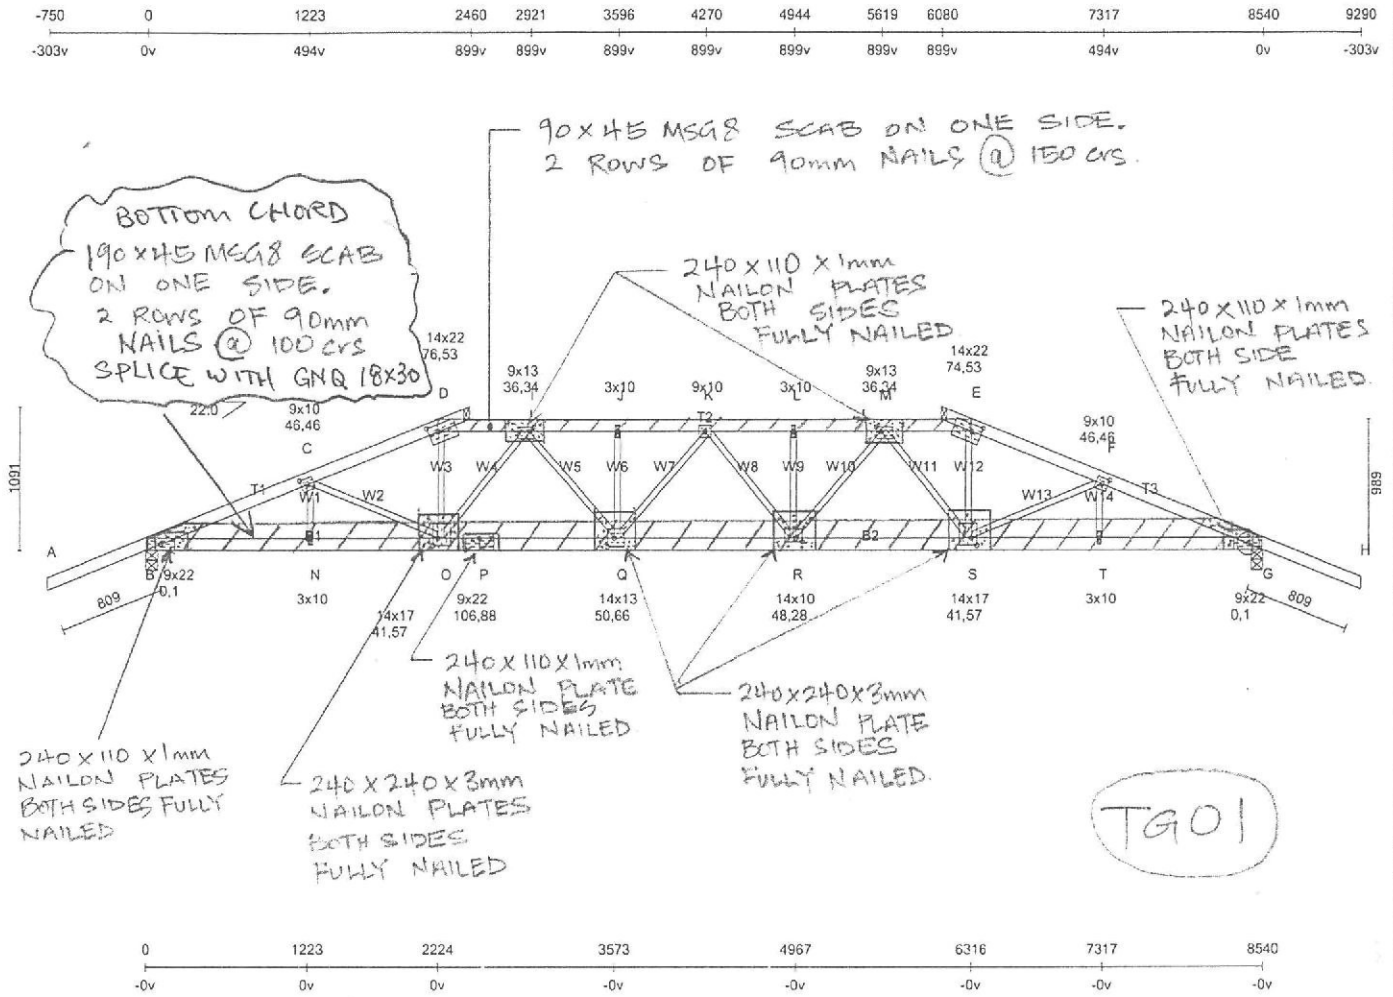 -750 0 1223 2460 2921 3596 4270 4944 5619 6080 7317 8540 9290
-303v 0v 494v 899v 899v 899v 899v 899v 899v 899v 494v 0v -303v
90x45 MSG8 SCAB ON ONE SIDE.
2 ROWS OF 90mm NAILS @ 150 crs.
BOTTOM CHORD
190x45 MSG8 SCAB
ON ONE SIDE.
2 ROWS OF 90mm
NAILS @ 100 crs
SPLICE WITH GNQ 18x30
240 x 110 x 1mm
NAILON PLATES
BOTH SIDES
FULLY NAILED
240x110x1mm
NAILON PLATES
BOTH SIDE
FULLY NAILED.
14x22
76,53
9x13
36,34
3x10
9x10
3x10
9x13
36,34
14x22
74,53
22.0
9x10
46,46
D
J
K
L
M
E
T2
9x10
46,46
C
F
1091
989
T1
W1
W2
W3
W4
W5
W6
W7
W8
W9
W10
W11
W12
W13
W14
T3
B1
B2
A
B
N
O
P
Q
R
S
T
G
H
809
9x22
0,1
3x10
14x17
41,57
9x22
106,88
14x13
50,66
14x10
48,28
14x17
41,57
3x10
9x22
0,1
809
240 x 110 x 1mm
NAILON PLATE
BOTH SIDES
FULLY NAILED
240x240x3mm
NAILON PLATE
BOTH SIDES
FULLY NAILED.
240 x 110 x 1mm
NAILON PLATES
BOTH SIDES FULLY
NAILED
240 x 240 x 3mm
NAILON PLATES
BOTH SIDES
FULLY NAILED
TG01
0 1223 2224 3573 4967 6316 7317 8540
-0v 0v 0v -0v -0v -0v -0v -0v